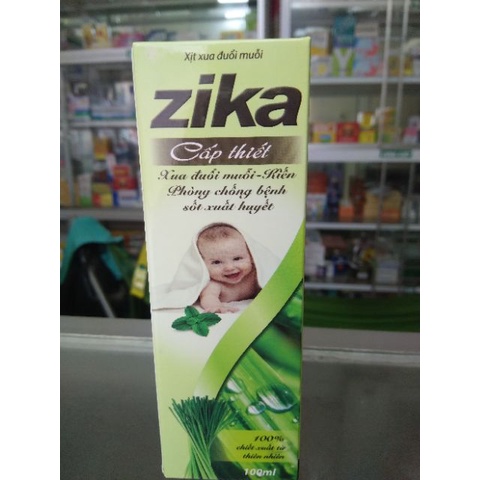 Xịt xua đuổi muỗi
zika
Cấp thiết
Xua đuổi muỗi-Kiến
Phòng chống bệnh
sốt xuất huyết
100%
chiết xuất từ
thiên nhiên
100ml